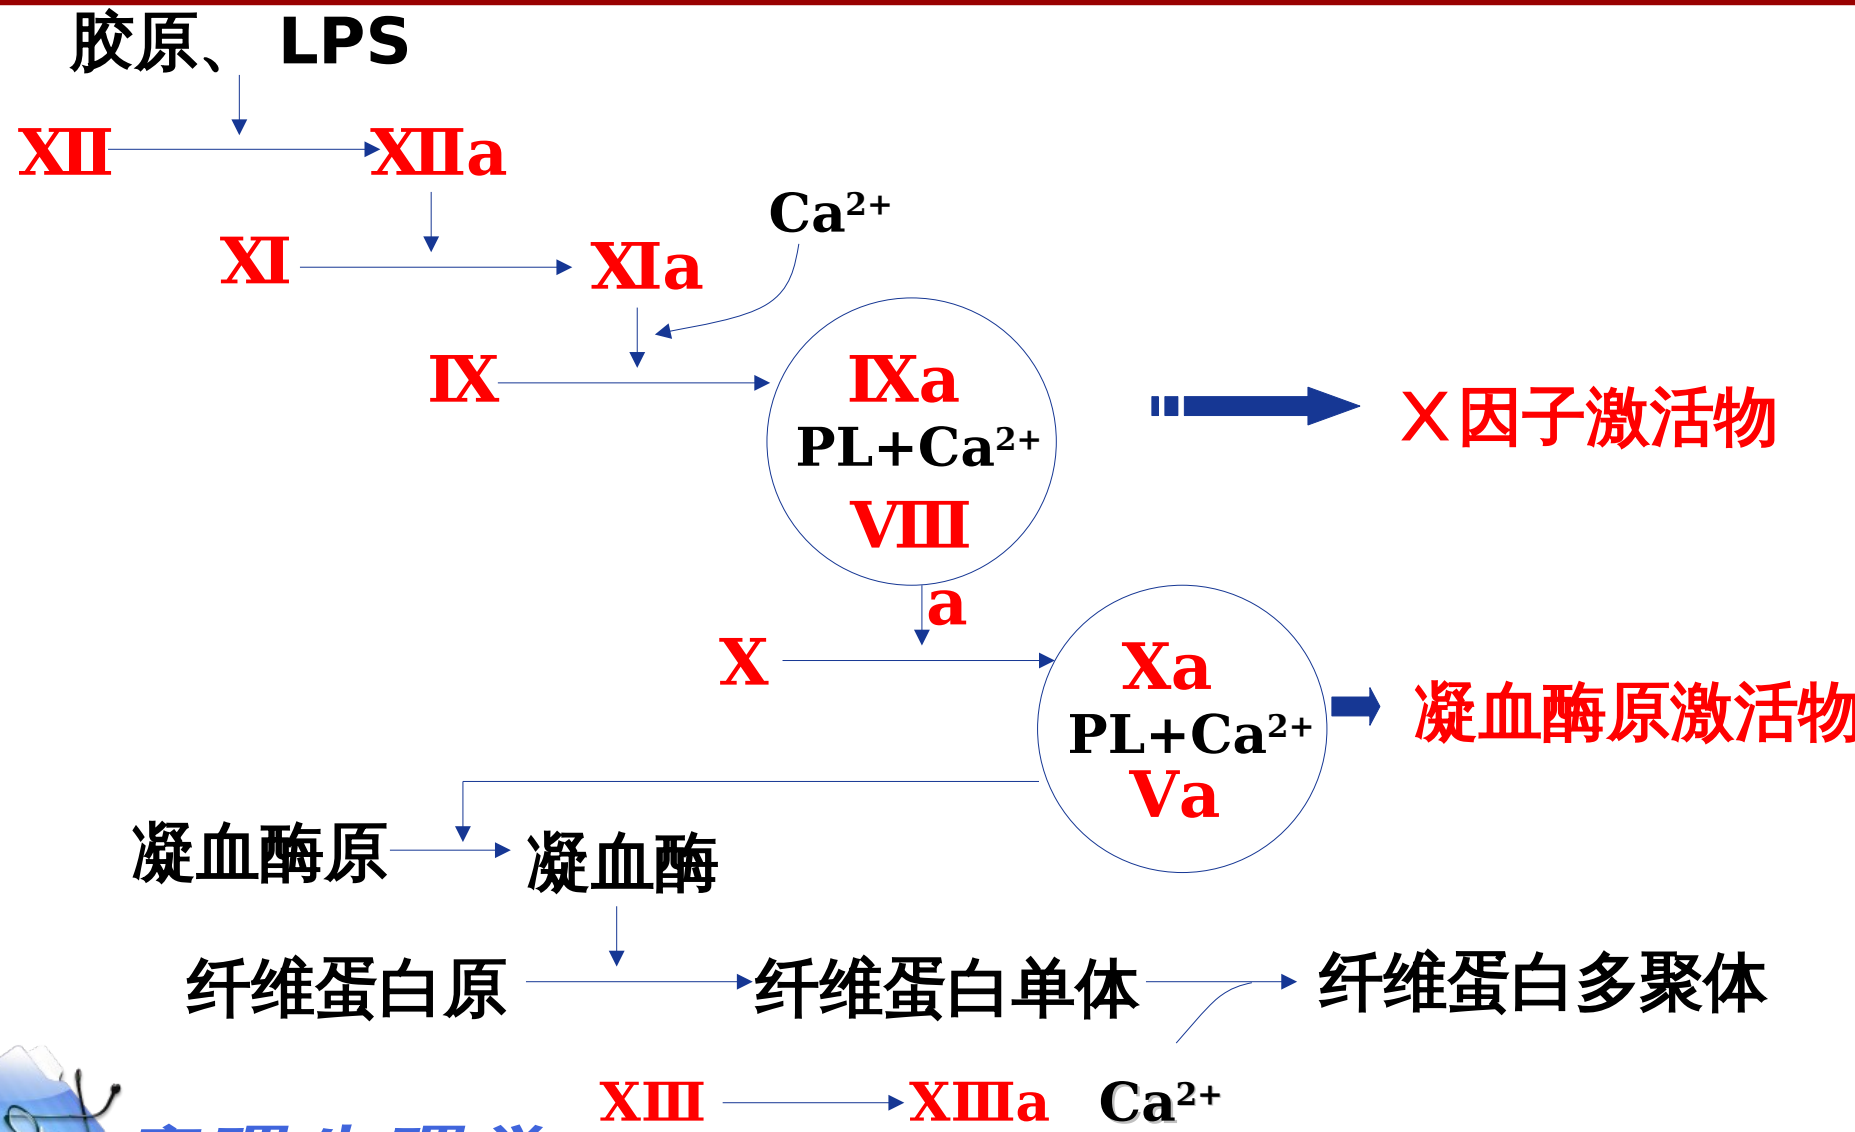 胶原、 LPS
Ⅻ Ⅻa
Ca²⁺
Ⅺ Ⅺa
Ⅸ Ⅸa
Ⅹ因子激活物
PL+Ca²⁺
Ⅷ
a
Ⅹ Ⅹa
凝血酶原激活物
PL+Ca²⁺
Ⅴa
凝血酶原 凝血酶
纤维蛋白原 纤维蛋白单体 纤维蛋白多聚体
ⅩⅢ ⅩⅢa Ca²⁺